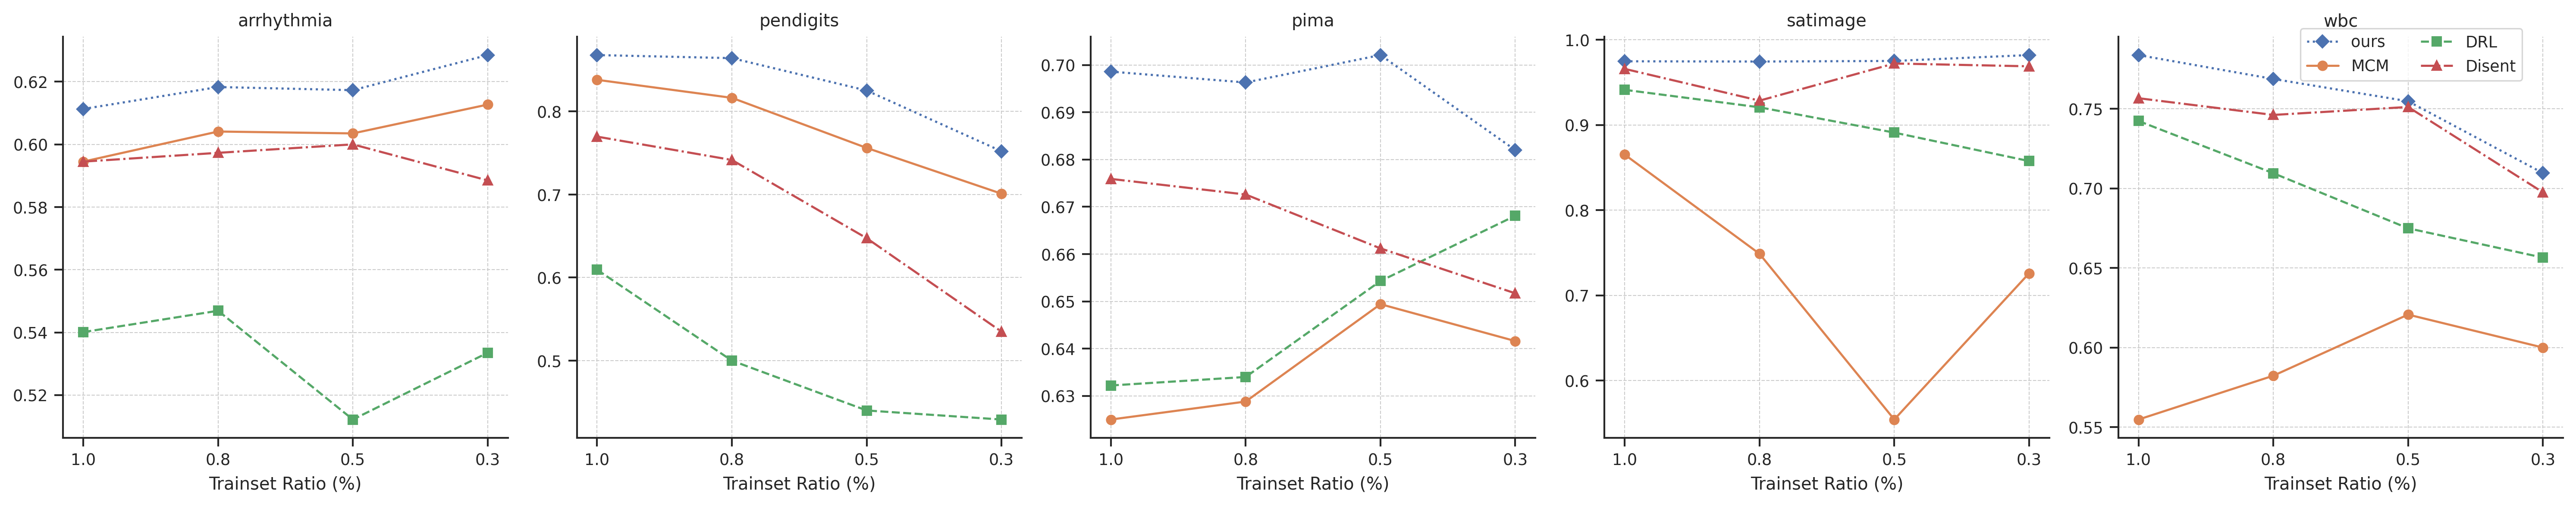 arrhythmia
0.62
0.60
0.58
0.56
0.54
0.52
1.0 0.8 0.5 0.3
Trainset Ratio (%)
pendigits
0.8
0.7
0.6
0.5
1.0 0.8 0.5 0.3
Trainset Ratio (%)
pima
0.70
0.69
0.68
0.67
0.66
0.65
0.64
0.63
1.0 0.8 0.5 0.3
Trainset Ratio (%)
satimage
1.0
0.9
0.8
0.7
0.6
1.0 0.8 0.5 0.3
Trainset Ratio (%)
wbc
ours DRL
MCM Disent
0.75
0.70
0.65
0.60
0.55
1.0 0.8 0.5 0.3
Trainset Ratio (%)